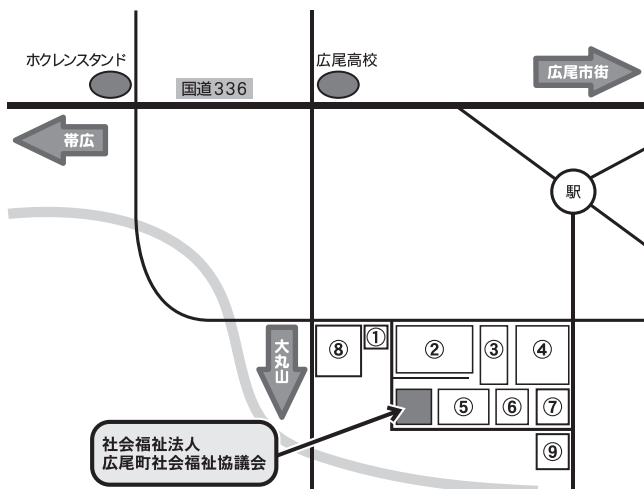 ホクレンスタンド
広尾高校
国道336
広尾市街
帯広
駅
大丸山
⑧
①
②
③
④
⑤
⑥
⑦
⑨
社会福祉法人
広尾町社会福祉協議会